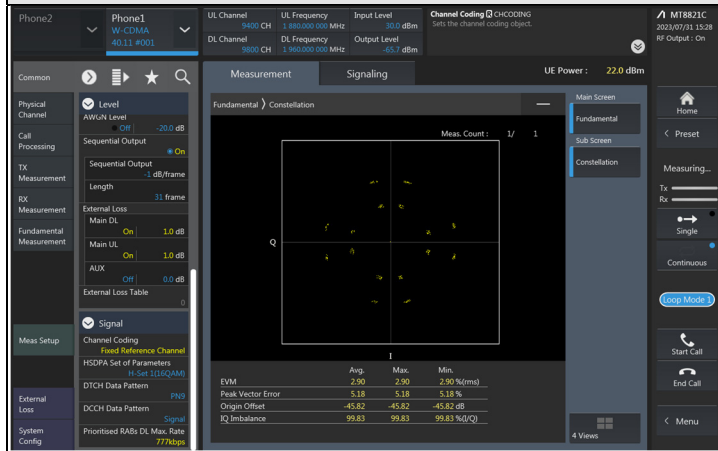 Phone2
Phone1
W-CDMA
40.11 #001
UL Channel
9400 CH
UL Frequency
1 880.000 000 MHz
Input Level
30.0 dBm
DL Channel
9800 CH
DL Frequency
1 960.000 000 MHz
Output Level
-65.7 dBm
Channel Coding CHCODING
Sets the channel coding object.
MT8821C
2023/07/31 15:28
RF Output : On
Common
Measurement
Signaling
UE Power : 22.0 dBm
Physical
Channel
Call
Processing
TX
Measurement
RX
Measurement
Fundamental
Measurement
Meas Setup
External
Loss
System
Config
Level
AWGN Level
Off -20.0 dB
Sequential Output
On
Sequential Output
-1 dB/frame
Length
31 frame
External Loss
Main DL
On 1.0 dB
Main UL
On 1.0 dB
AUX
Off 0.0 dB
External Loss Table
0
Signal
Channel Coding
Fixed Reference Channel
HSDPA Set of Parameters
H-Set 1(16QAM)
DTCH Data Pattern
PN9
DCCH Data Pattern
Signal
Prioritised RABs DL Max. Rate
777kbps
Fundamental 〉 Constellation
Meas. Count : 1/ 1
Q
I
Avg. Max. Min.
EVM 2.90 2.90 2.90 %(rms)
Peak Vector Error 5.18 5.18 5.18 %
Origin Offset -45.82 -45.82 -45.82 dB
IQ Imbalance 99.83 99.83 99.83 %(I/Q)
Main Screen
Fundamental
Sub Screen
Constellation
4 Views
Home
< Preset
Measuring...
Tx
Rx
Single
Continuous
Loop Mode 1
Start Call
End Call
< Menu